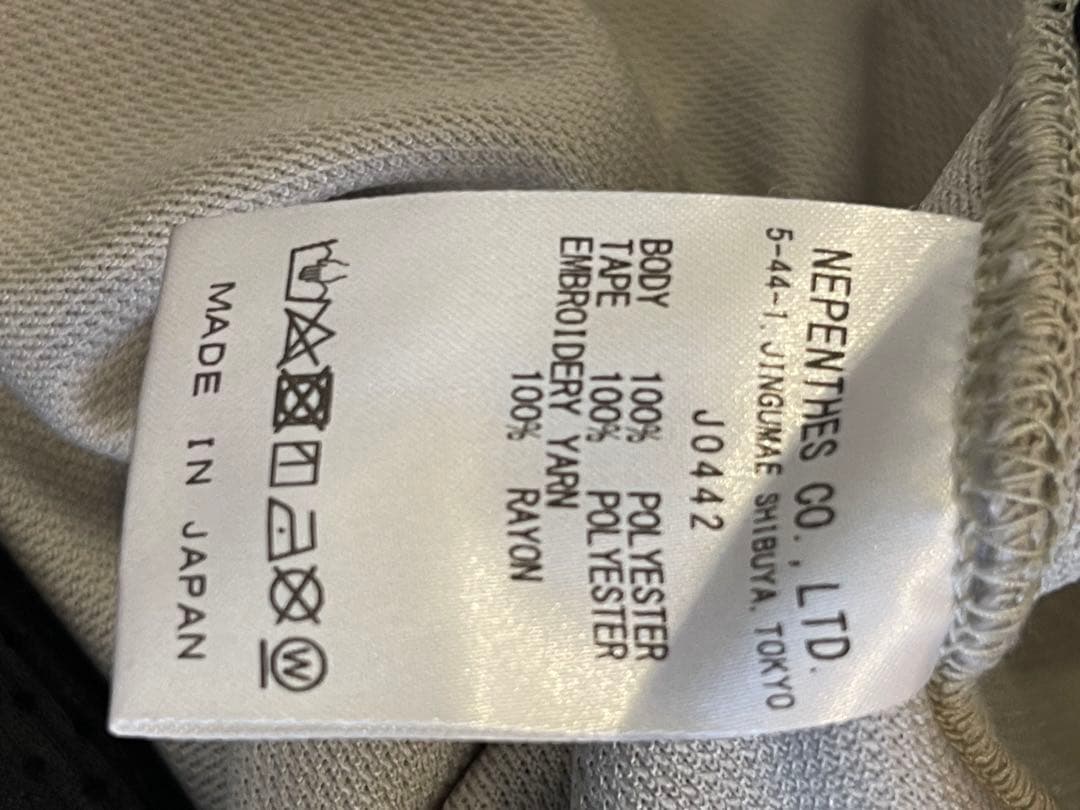 NEPENTHES CO., LTD.
5-44-1. JINGUMAE SHIBUYA. TOKYO
J0442
BODY 100% POLYESTER
TAPE 100% POLYESTER
EMBROIDERY YARN
100% RAYON
W
MADE IN JAPAN